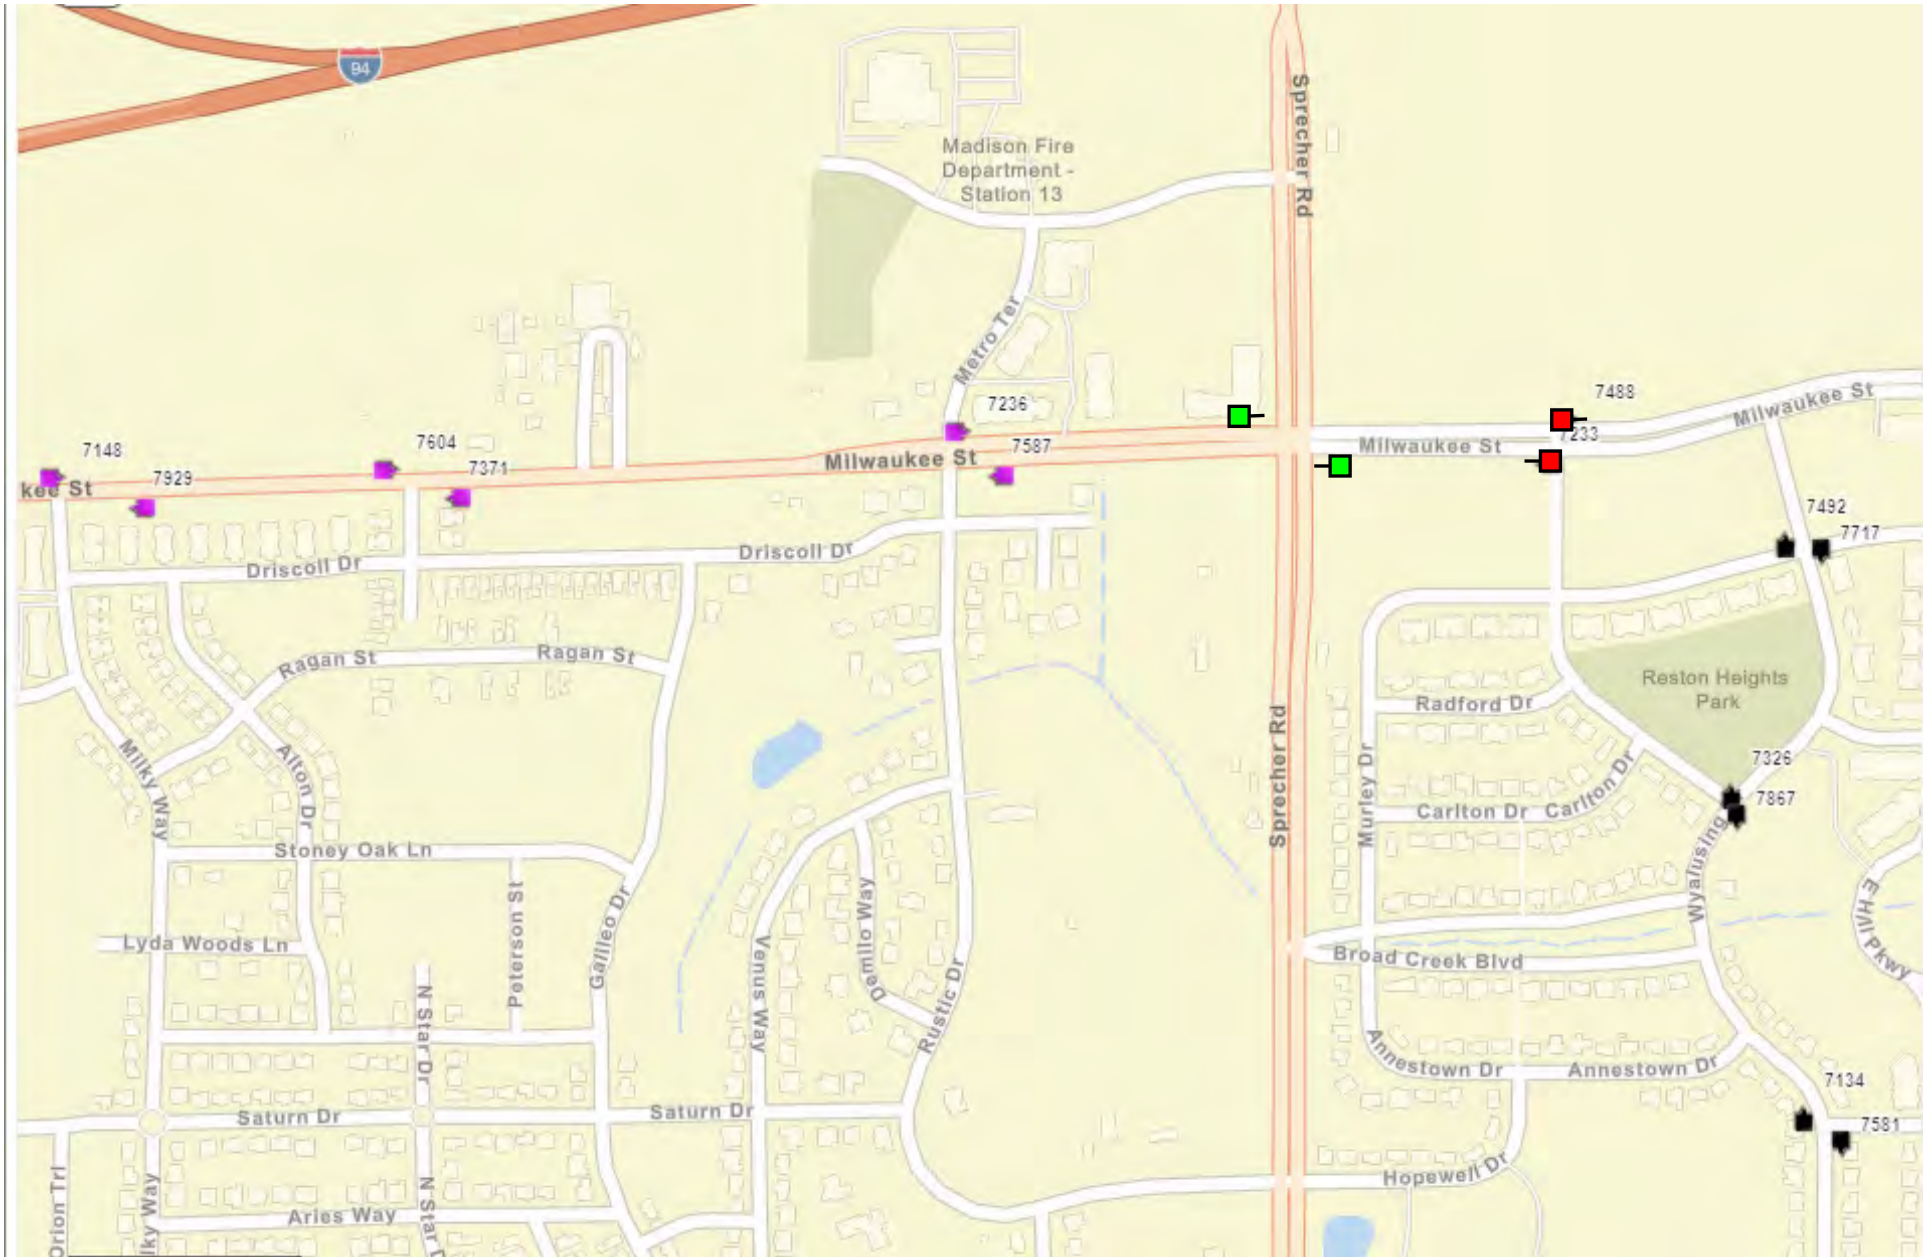 94
Sprecher Rd
Madison Fire
Department -
Station 13
Metro Ter
7236
7488
7148
7604
7587
Milwaukee St
Milwaukee St
Milwaukee St
7233
7929
7371
kee St
7492
7717
Driscoll Dr
Driscoll Dr
Ragan St
Ragan St
Reston Heights
Park
Radford Dr
Sprecher Rd
Murley Dr
Milky Way
Alton Dr
7326
7867
Carlton Dr
Carlton Dr
Wyalusing
Stoney Oak Ln
Peterson St
Galileo Dr
Demilo Way
Venus Way
Rustic Dr
E Hill Pkwy
Lyda Woods Ln
Broad Creek Blvd
N Star Dr
Annestown Dr
Annestown Dr
7134
7581
Saturn Dr
Saturn Dr
Orion Trl
lky Way
N Star D
Hopewell Dr
Aries Way